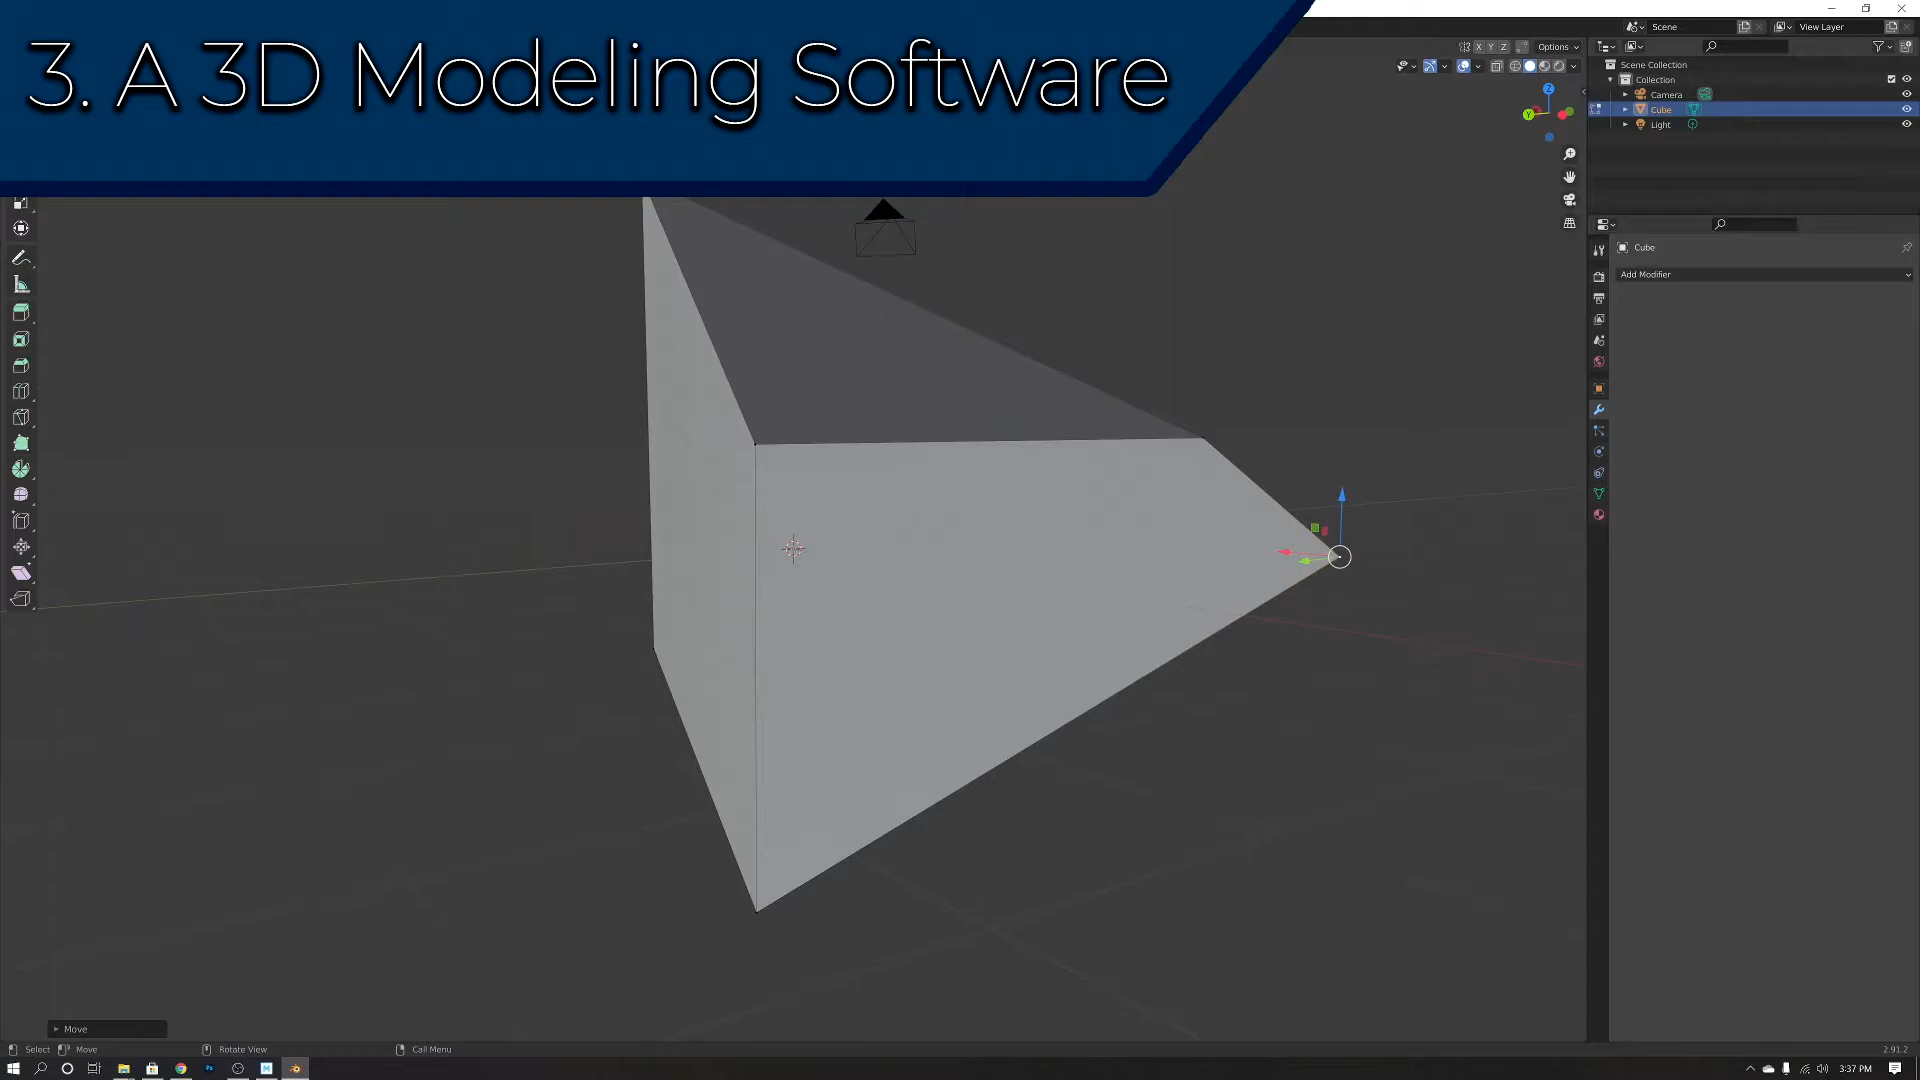 3. A 3D Modeling Software
Scene
View Layer
X Y Z
Options
Scene Collection
Collection
Camera
Cube
Light
Z
Y
Cube
Add Modifier
Move
Select
Move
Rotate View
Call Menu
2.91.2
Ps
M
3:37 PM